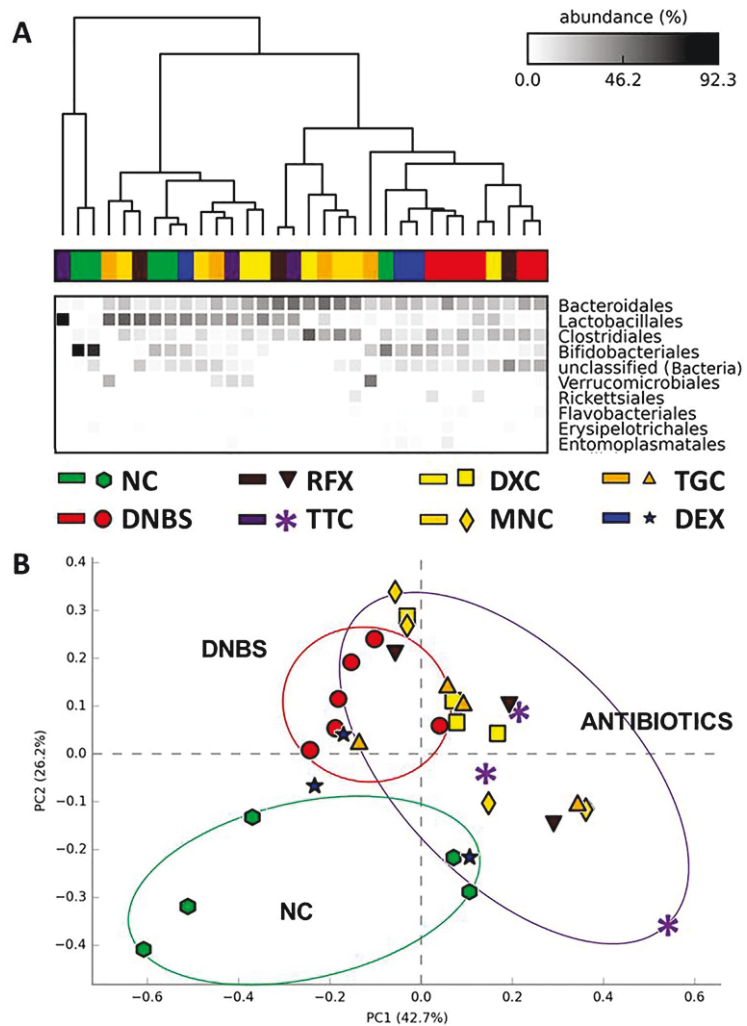 A
abundance (%)
0.0 46.2 92.3
Bacteroidales
Lactobacillales
Clostridiales
Bifidobacteriales
unclassified (Bacteria)
Verrucomicrobiales
Rickettsiales
Flavobacteriales
Erysipelotrichales
Entomoplasmatales
NC RFX DXC TGC
DNBS TTC MNC DEX
B
0.4
0.3
0.2
0.1
0.0
−0.1
−0.2
−0.3
−0.4
PC2 (26.2%)
DNBS
ANTIBIOTICS
NC
−0.6 −0.4 −0.2 0.0 0.2 0.4 0.6
PC1 (42.7%)